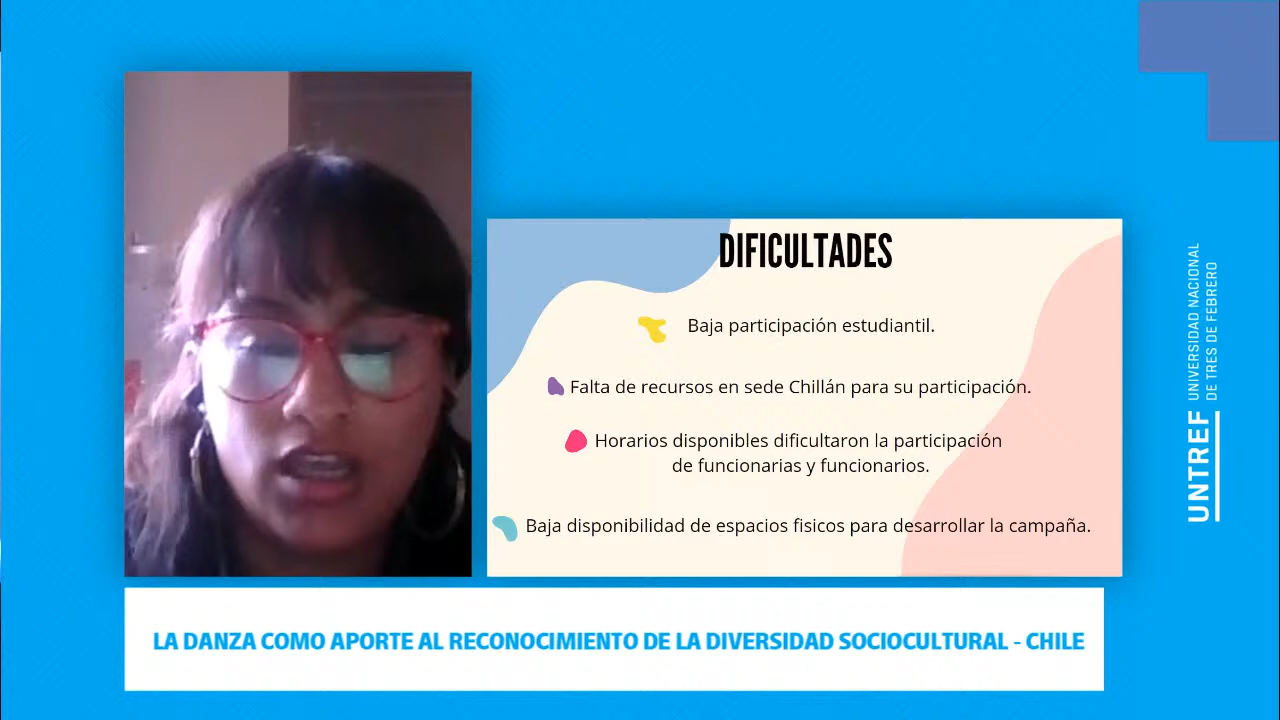 DIFICULTADES
Baja participación estudiantil.
Falta de recursos en sede Chillán para su participación.
Horarios disponibles dificultaron la participación
de funcionarias y funcionarios.
Baja disponibilidad de espacios fisicos para desarrollar la campaña.
LA DANZA COMO APORTE AL RECONOCIMIENTO DE LA DIVERSIDAD SOCIOCULTURAL - CHILE
UNTREF
UNIVERSIDAD NACIONAL
DE TRES DE FEBRERO